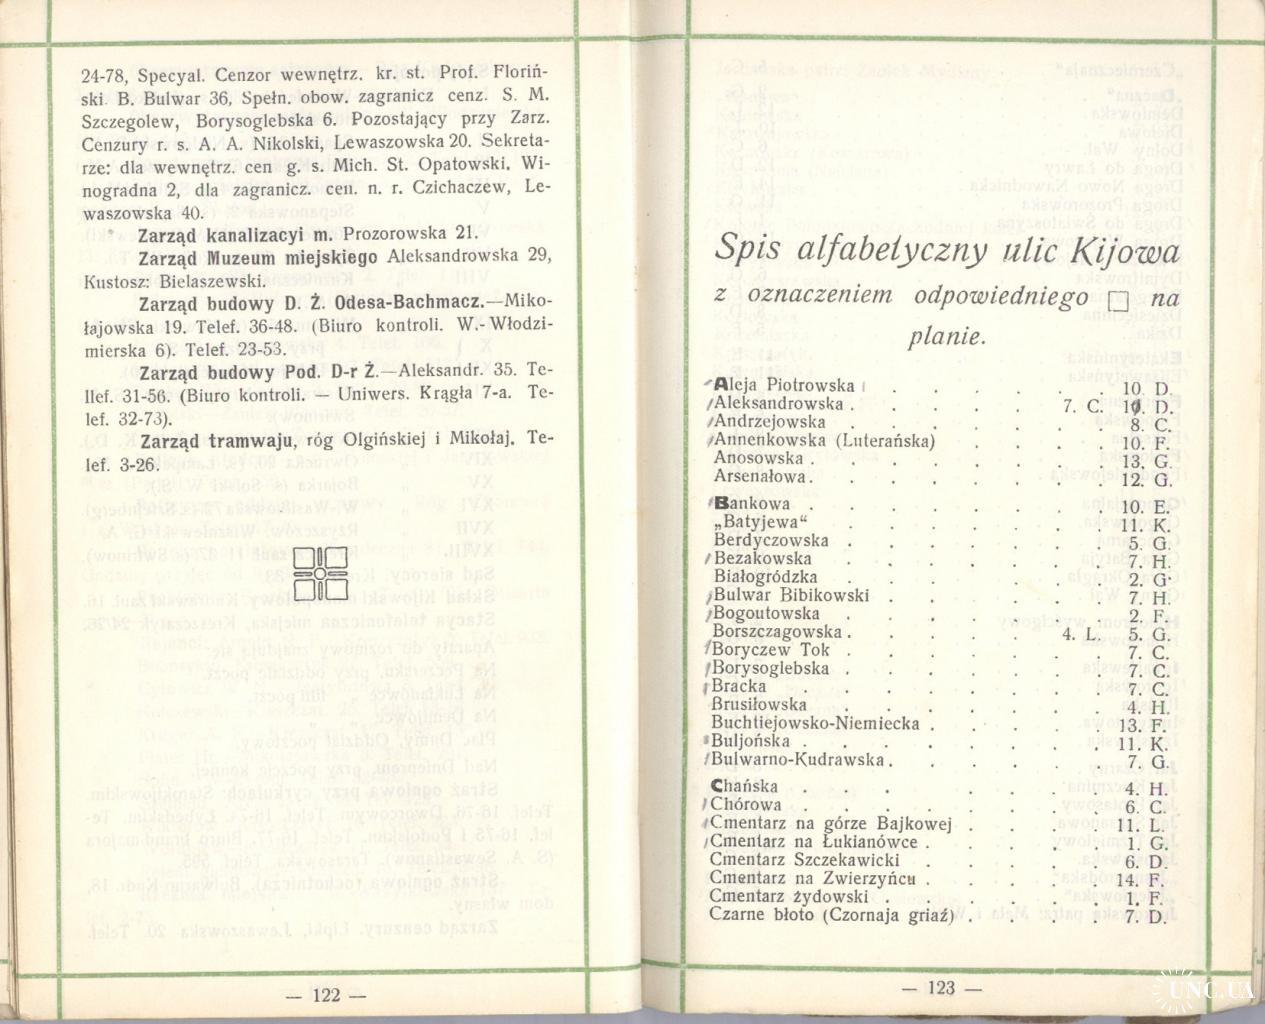 24-78, Specyal. Cenzor wewnętrz. kr. st. Prof. Floriń-
ski. B. Bulwar 36, Spełn. obow. zagranicz cenz. S. M.
Szczegolew, Borysoglebska 6. Pozostający przy Zarz.
Cenzury r. s. A. A. Nikolski, Lewaszowska 20. Sekreta-
rze: dla wewnętrz. cen g. s. Mich. St. Opatowski. Wi-
nogradna 2, dla zagranicz. cen. n. r. Czichaczew, Le-
waszowska 40.
Zarząd kanalizacyi m. Prozorowska 21.
Zarząd Muzeum miejskiego Aleksandrowska 29,
Kustosz: Bielaszewski.
Zarząd budowy D. Ż. Odesa-Bachmacz.—Miko-
łajowska 19. Telef. 36-48. (Biuro kontroli. W.-Włodzi-
mierska 6). Telef. 23-53.
Zarząd budowy Pod. D-r Ż.—Aleksandr. 35. Te-
llef. 31-56. (Biuro kontroli. — Uniwers. Krągła 7-a. Te-
lef. 32-73).
Zarząd tramwaju, róg Olgińskiej i Mikołaj. Te-
lef. 3-26.
— 122 —
Spis alfabetyczny ulic Kijowa
z oznaczeniem odpowiedniego □ na
planie.
Aleja Piotrowska . . . . . 10. D.
Aleksandrowska . . . . . 7. C. 10. D.
Andrzejowska . . . . . 8. C.
Annenkowska (Luterańska) . . . . 10. F.
Anosowska . . . . . 13. G.
Arsenałowa . . . . . 12. G.
Bankowa . . . . . 10. E.
„Batyjewa“ . . . . . 11. K.
Berdyczowska . . . . . 5. G.
Bezakowska . . . . . 7. H.
Białogródzka . . . . . 2. G.
Bulwar Bibikowski . . . . . 7. H.
Bogoutowska . . . . . 2. F.
Borszczagowska . . . . . 4. L. 5. G.
Boryczew Tok . . . . . 7. C.
Borysoglebska . . . . . 7. C.
Bracka . . . . . 7. C.
Brusiłowska . . . . . 4. H.
Buchtiejowsko-Niemiecka . . . . . 13. F.
Buljońska . . . . . 11. K.
Bulwarno-Kudrawska . . . . . 7. G.
Chańska . . . . . 4. H.
Chórowa . . . . . 6. C.
Cmentarz na górze Bajkowej . . . . 11. L.
Cmentarz na Łukianówce . . . . . 1. G.
Cmentarz Szczekawicki . . . . . 6. D.
Cmentarz na Zwierzyńcu . . . . . 14. F.
Cmentarz żydowski . . . . . 1. F.
Czarne błoto (Czornaja griaź) . . . . 7. D.
— 123 —
UNC.UA